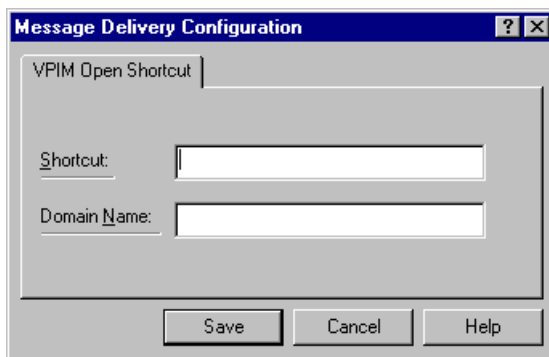 Message Delivery Configuration
VPIM Open Shortcut
Shortcut:
Domain Name:
Save Cancel Help